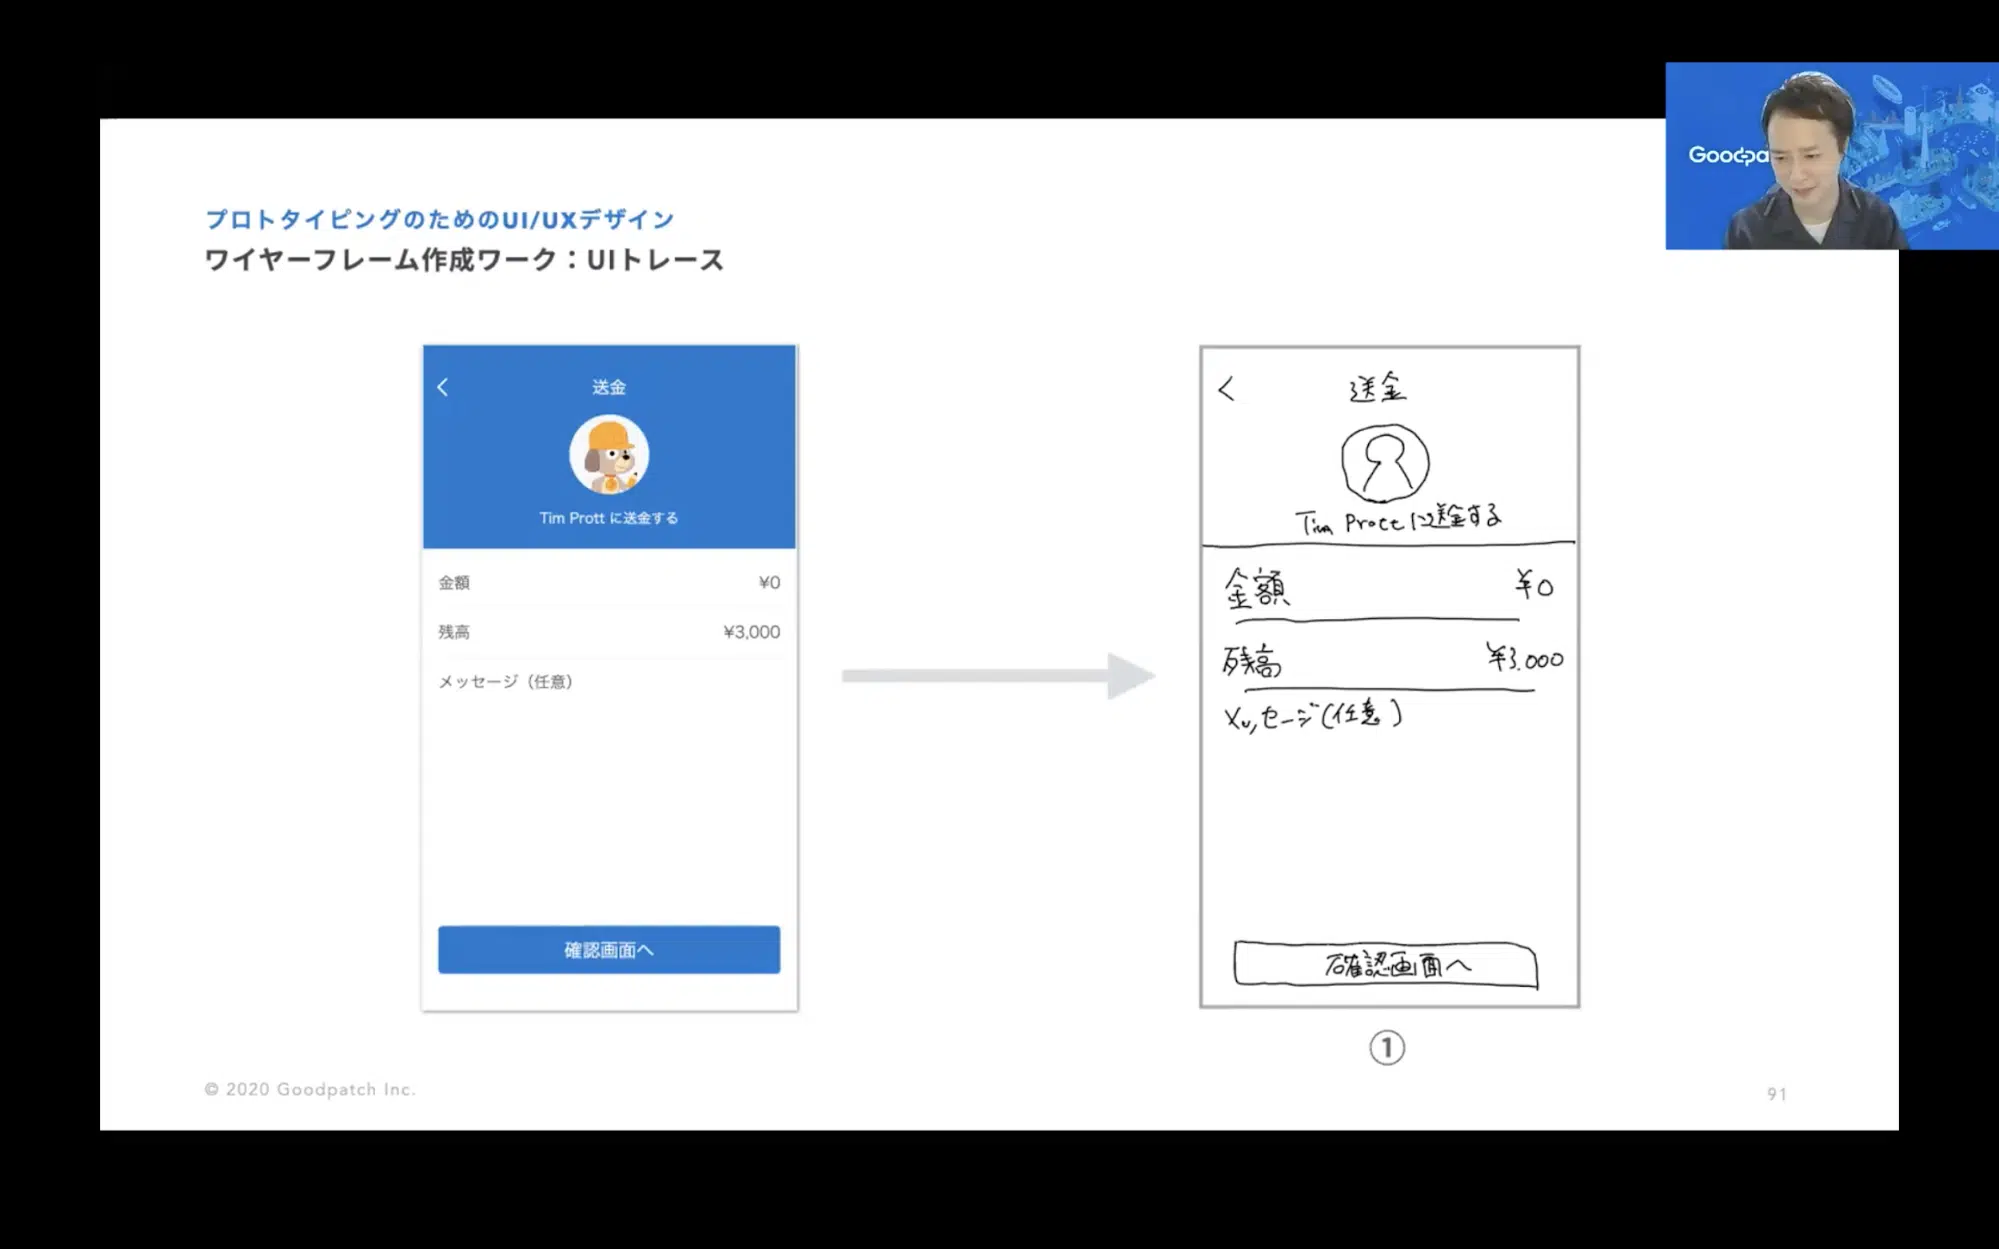 Goodpa
プロトタイピングのためのUI/UXデザイン
ワイヤーフレーム作成ワーク：UIトレース
送金
Tim Prott に送金する
金額 ¥0
残高 ¥3,000
メッセージ（任意）
確認画面へ
送金
Tim Prott に送金する
金額 ¥0
残高 ¥3.000
メッセージ(任意)
確認画面へ
①
© 2020 Goodpatch Inc.
91